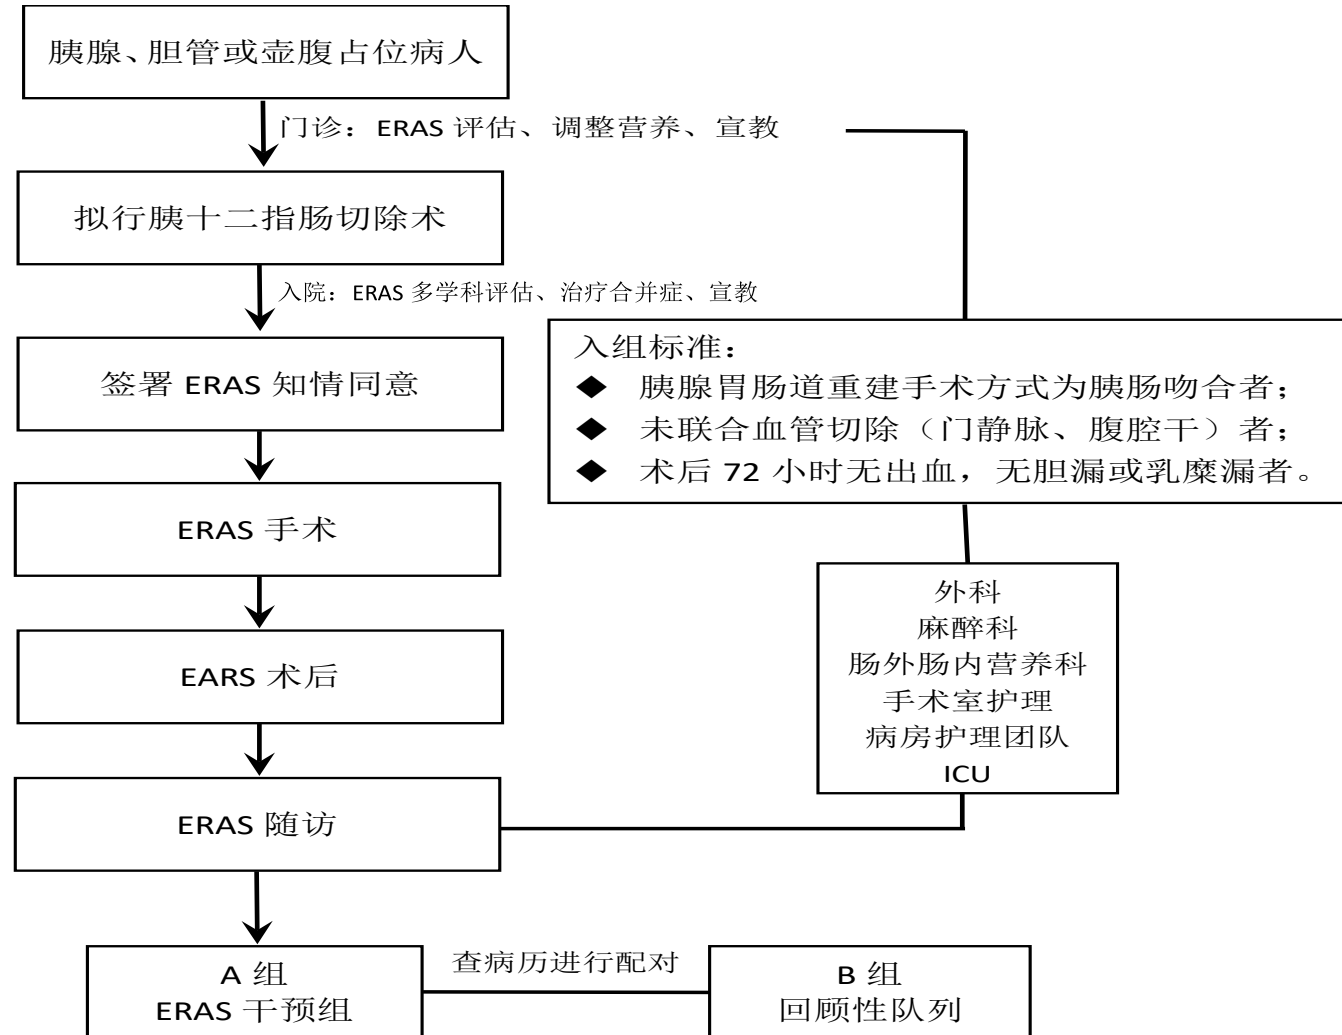 胰腺、胆管或壶腹占位病人
门诊：ERAS 评估、调整营养、宣教
拟行胰十二指肠切除术
入院：ERAS 多学科评估、治疗合并症、宣教
签署 ERAS 知情同意
入组标准：
◆ 胰腺胃肠道重建手术方式为胰肠吻合者；
◆ 未联合血管切除（门静脉、腹腔干）者；
◆ 术后 72 小时无出血，无胆漏或乳糜漏者。
ERAS 手术
EARS 术后
外科
麻醉科
肠外肠内营养科
手术室护理
病房护理团队
ICU
ERAS 随访
A 组
ERAS 干预组
查病历进行配对
B 组
回顾性队列